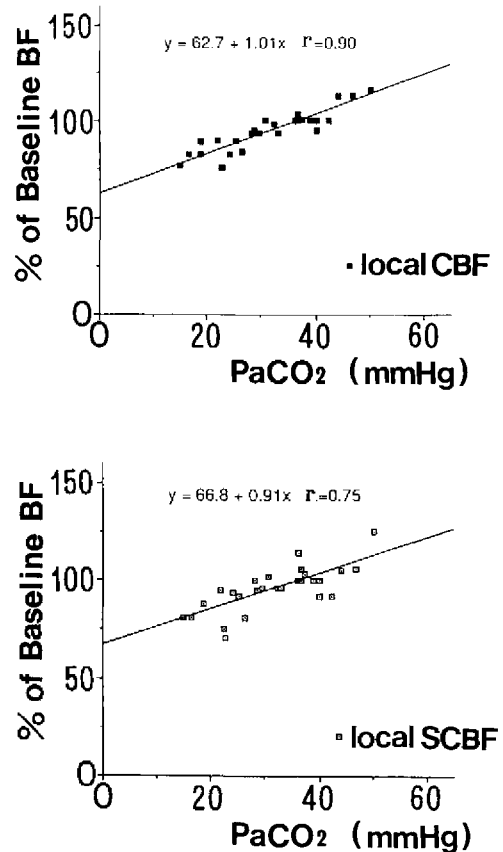 y = 62.7 + 1.01x r=0.90
150
100
50
0
% of Baseline BF
local CBF
0 20 40 60
PaCO₂ (mmHg)
y = 66.8 + 0.91x r.=0.75
150
100
50
0
% of Baseline BF
local SCBF
0 20 40 60
PaCO₂ (mmHg)